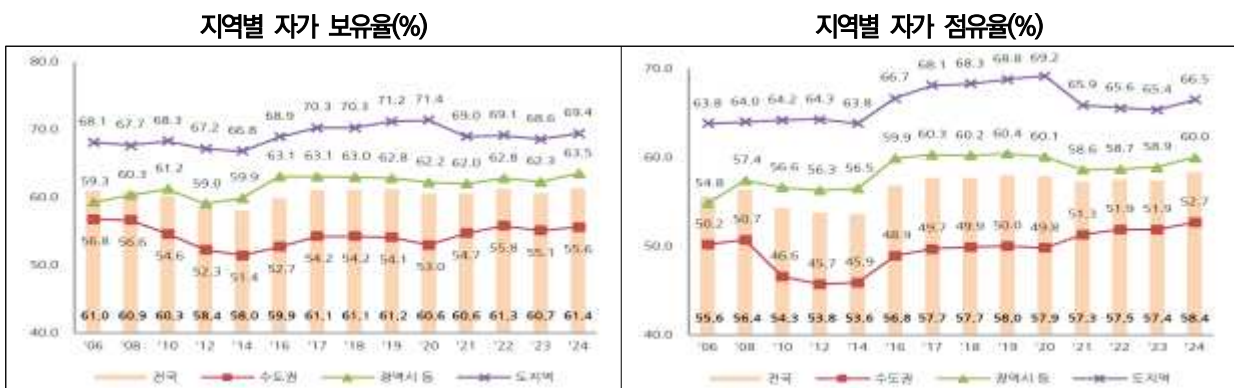 지역별 자가 보유율(%)
80.0
70.0
60.0
50.0
40.0
68.1 67.7 68.3 67.2 66.8 68.9 70.3 70.3 71.2 71.4 69.0 69.1 68.6 69.4
59.3 60.3 61.2 59.0 59.9 63.1 63.1 63.0 62.8 62.2 62.0 62.8 62.3 63.5
56.8 56.6 54.6 52.3 51.4 52.7 54.2 54.2 54.1 53.0 54.7 55.8 55.1 55.6
61.0 60.9 60.3 58.4 58.0 59.9 61.1 61.1 61.2 60.6 60.6 61.3 60.7 61.4
'06 '08 '10 '12 '14 '16 '17 '18 '19 '20 '21 '22 '23 '24
전국 수도권 광역시 등 도지역
지역별 자가 점유율(%)
70.0
60.0
50.0
40.0
63.8 64.0 64.2 64.3 63.8 66.7 68.1 68.3 68.8 69.2 65.9 65.6 65.4 66.5
54.8 57.4 56.6 56.3 56.5 59.9 60.3 60.2 60.4 60.1 58.6 58.7 58.9 60.0
50.2 50.7 46.6 45.7 45.9 48.9 49.7 49.9 50.0 49.8 51.3 51.9 51.9 52.7
55.6 56.4 54.3 53.8 53.6 56.8 57.7 57.7 58.0 57.9 57.3 57.5 57.4 58.4
'06 '08 '10 '12 '14 '16 '17 '18 '19 '20 '21 '22 '23 '24
전국 수도권 광역시 등 도지역